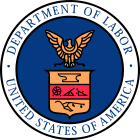 DEPARTMENT OF LABOR
UNITED STATES OF AMERICA